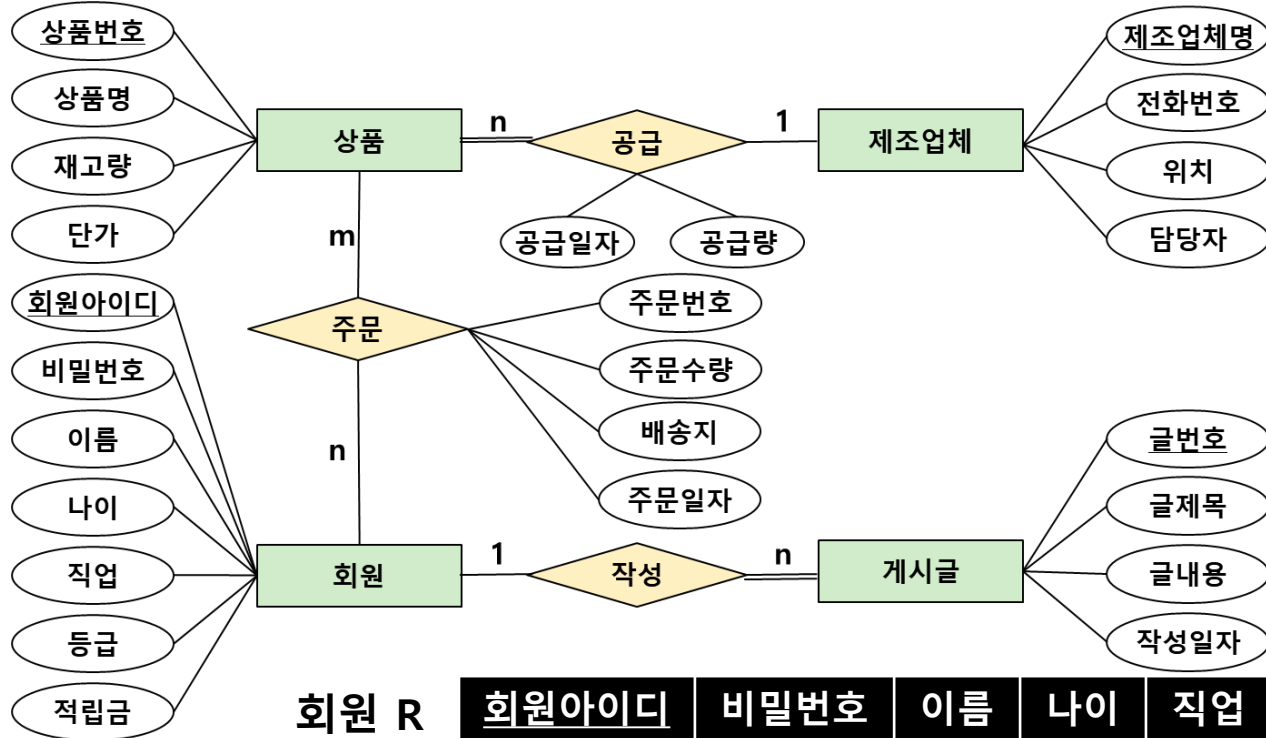 상품번호
상품명
재고량
단가
상품
n
공급
1
제조업체
제조업체명
전화번호
위치
담당자
공급일자
공급량
m
주문
주문번호
주문수량
배송지
주문일자
n
회원아이디
비밀번호
이름
나이
직업
등급
적립금
회원
1
작성
n
게시글
글번호
글제목
글내용
작성일자
회원 R
회원아이디 비밀번호 이름 나이 직업